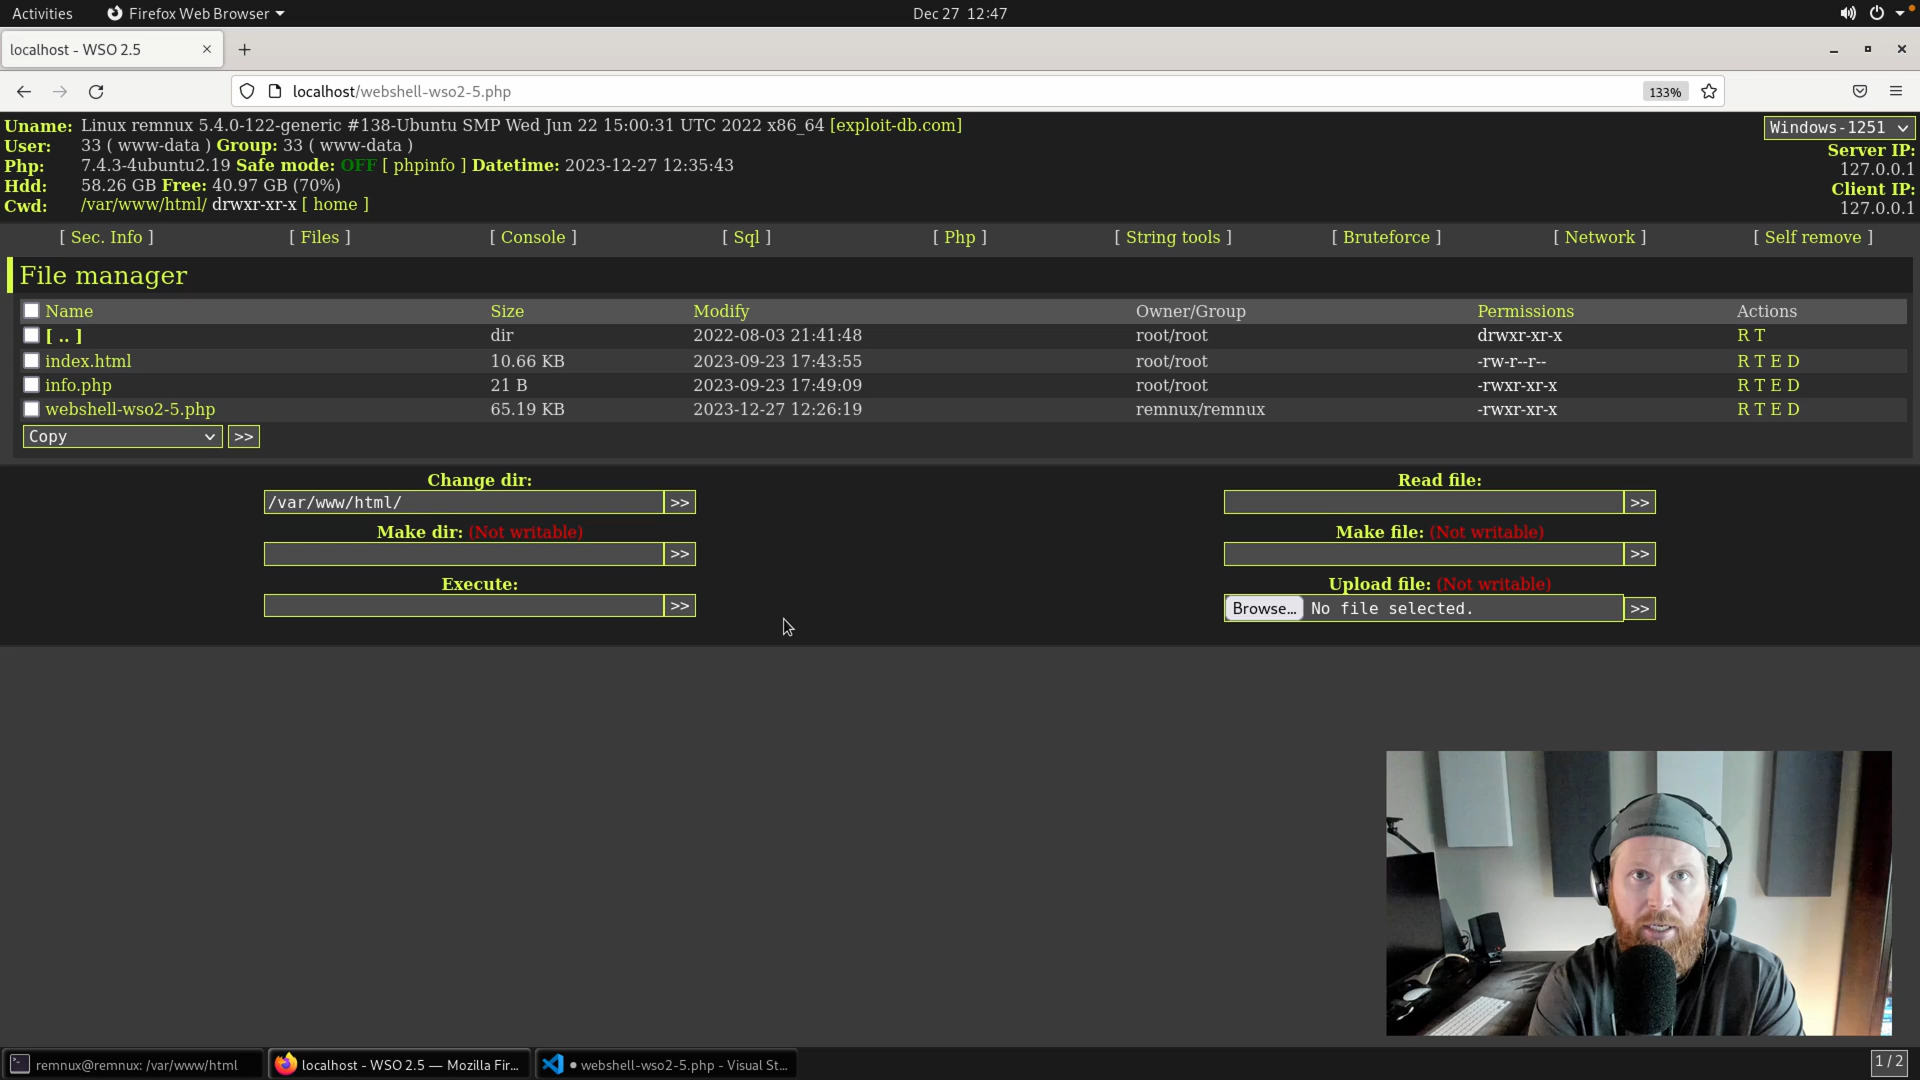 Activities Firefox Web Browser Dec 27 12:47
localhost - WSO 2.5
localhost/webshell-wso2-5.php 133%
Uname: Linux remnux 5.4.0-122-generic #138-Ubuntu SMP Wed Jun 22 15:00:31 UTC 2022 x86_64 [exploit-db.com] Windows-1251
User: 33 ( www-data ) Group: 33 ( www-data ) Server IP:
Php: 7.4.3-4ubuntu2.19 Safe mode: OFF [ phpinfo ] Datetime: 2023-12-27 12:35:43 127.0.0.1
Hdd: 58.26 GB Free: 40.97 GB (70%) Client IP:
Cwd: /var/www/html/ drwxr-xr-x [ home ] 127.0.0.1
[ Sec. Info ] [ Files ] [ Console ] [ Sql ] [ Php ] [ String tools ] [ Bruteforce ] [ Network ] [ Self remove ]
File manager
Name Size Modify Owner/Group Permissions Actions
[ .. ] dir 2022-08-03 21:41:48 root/root drwxr-xr-x R T
index.html 10.66 KB 2023-09-23 17:43:55 root/root -rw-r--r-- R T E D
info.php 21 B 2023-09-23 17:49:09 root/root -rwxr-xr-x R T E D
webshell-wso2-5.php 65.19 KB 2023-12-27 12:26:19 remnux/remnux -rwxr-xr-x R T E D
Copy >>
Change dir: Read file:
/var/www/html/ >> >>
Make dir: (Not writable) Make file: (Not writable)
>> >>
Execute: Upload file: (Not writable)
>> Browse... No file selected. >>
remnux@remnux: /var/www/html localhost - WSO 2.5 — Mozilla Fir... ● webshell-wso2-5.php - Visual St... 1 / 2